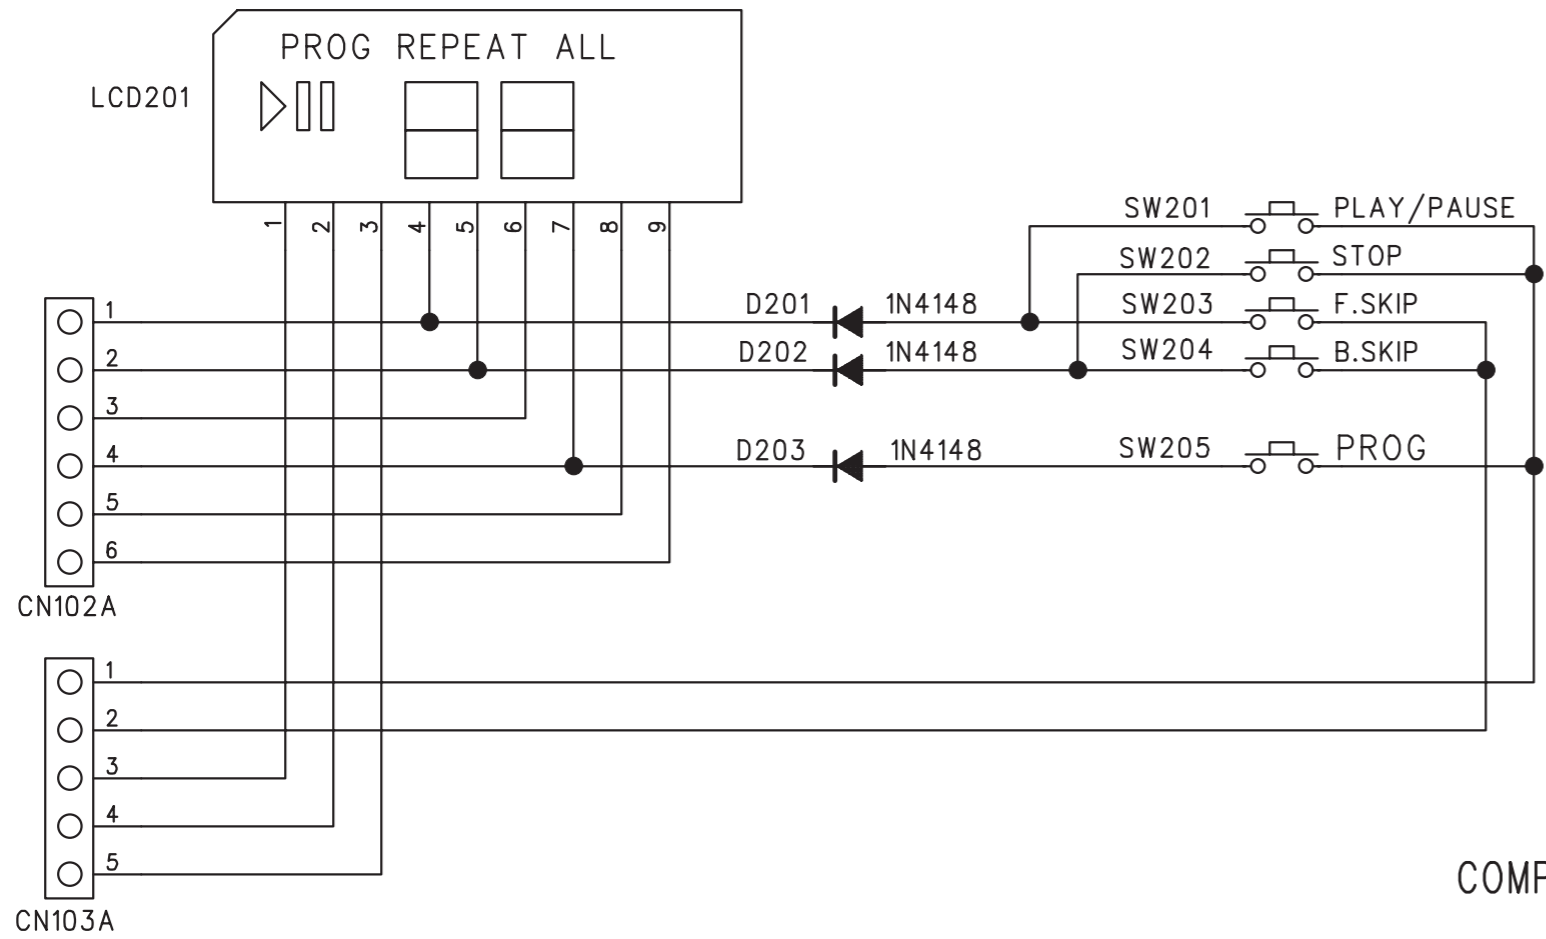 PROG REPEAT ALL
LCD201
1 2 3 4 5 6 7 8 9
SW201 PLAY/PAUSE
SW202 STOP
1 D201 1N4148 SW203 F.SKIP
2 D202 1N4148 SW204 B.SKIP
3
4 D203 1N4148 SW205 PROG
5
6
CN102A
1
2
3
4
5
CN103A